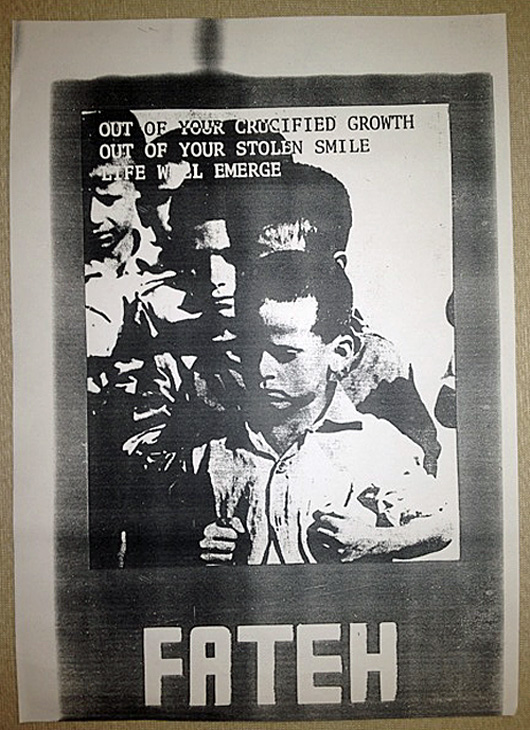 OUT OF YOUR CRUCIFIED GROWTH
OUT OF YOUR STOLEN SMILE
LIFE WILL EMERGE
FATEH